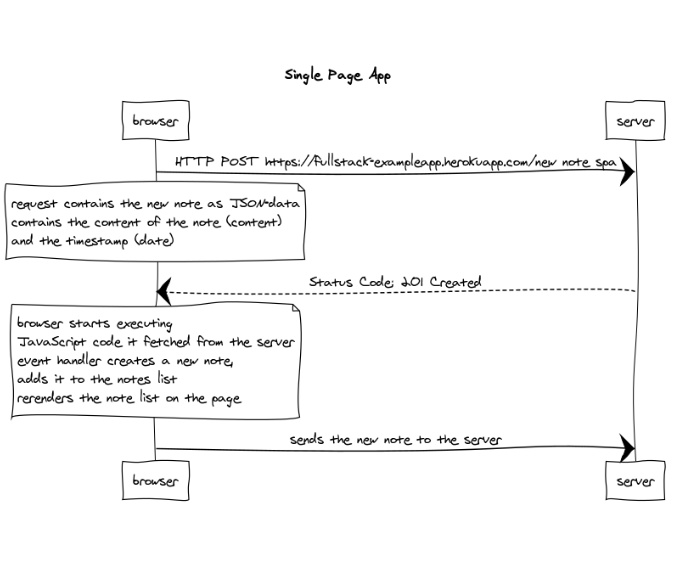 Single Page App
browser
server
HTTP POST https://fullstack-exampleapp.herokuapp.com/new note spa
request contains the new note as JSON-data
contains the content of the note (content)
and the timestamp (date)
Status Code: 201 Created
browser starts executing
JavaScript code it fetched from the server
event handler creates a new note,
adds it to the notes list
rerenders the note list on the page
sends the new note to the server
browser
server